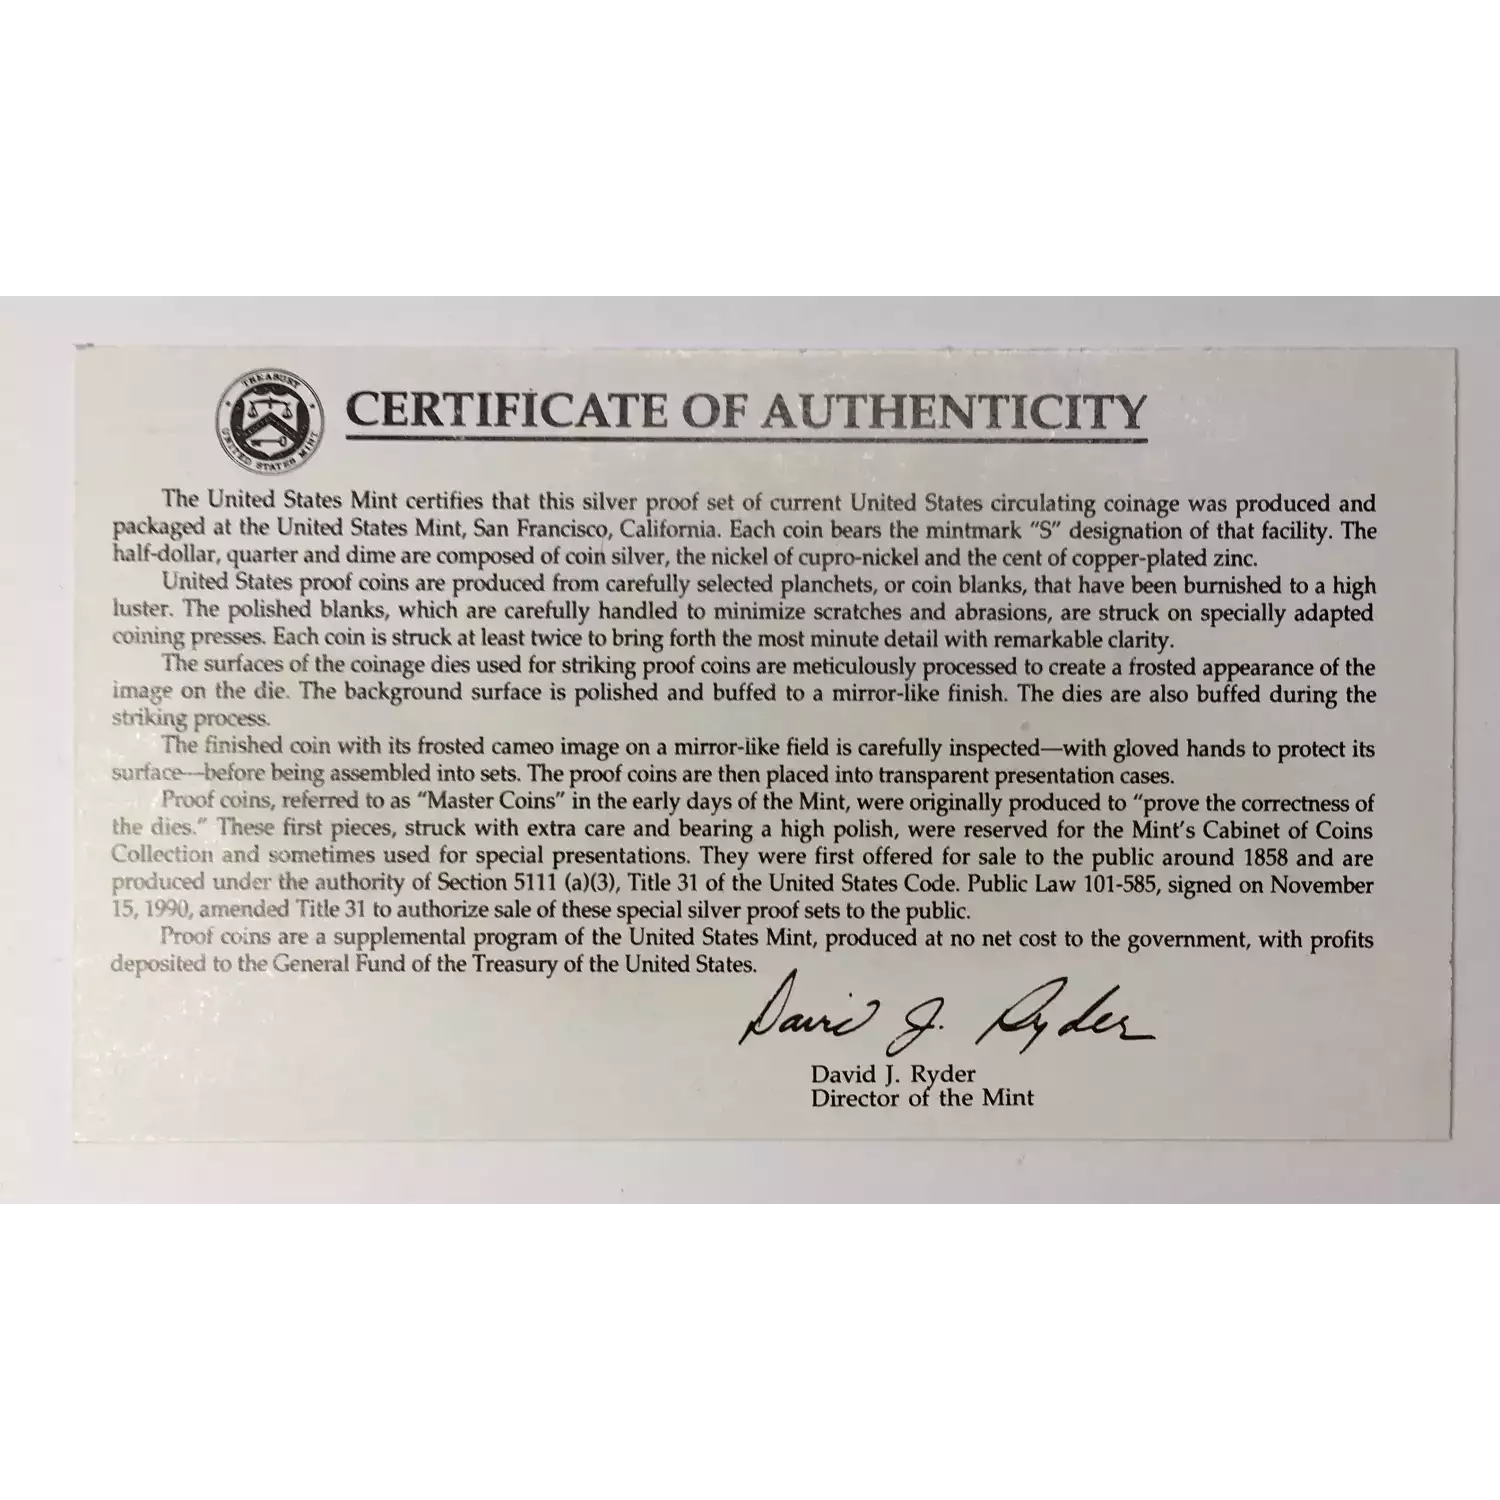 TREASURY
UNITED STATES MINT
CERTIFICATE OF AUTHENTICITY
The United States Mint certifies that this silver proof set of current United States circulating coinage was produced and
packaged at the United States Mint, San Francisco, California. Each coin bears the mintmark "S" designation of that facility. The
half-dollar, quarter and dime are composed of coin silver, the nickel of cupro-nickel and the cent of copper-plated zinc.
United States proof coins are produced from carefully selected planchets, or coin blanks, that have been burnished to a high
luster. The polished blanks, which are carefully handled to minimize scratches and abrasions, are struck on specially adapted
coining presses. Each coin is struck at least twice to bring forth the most minute detail with remarkable clarity.
The surfaces of the coinage dies used for striking proof coins are meticulously processed to create a frosted appearance of the
image on the die. The background surface is polished and buffed to a mirror-like finish. The dies are also buffed during the
striking process.
The finished coin with its frosted cameo image on a mirror-like field is carefully inspected—with gloved hands to protect its
surface—before being assembled into sets. The proof coins are then placed into transparent presentation cases.
Proof coins, referred to as "Master Coins" in the early days of the Mint, were originally produced to "prove the correctness of
the dies." These first pieces, struck with extra care and bearing a high polish, were reserved for the Mint's Cabinet of Coins
Collection and sometimes used for special presentations. They were first offered for sale to the public around 1858 and are
produced under the authority of Section 5111 (a)(3), Title 31 of the United States Code. Public Law 101-585, signed on November
15, 1990, amended Title 31 to authorize sale of these special silver proof sets to the public.
Proof coins are a supplemental program of the United States Mint, produced at no net cost to the government, with profits
deposited to the General Fund of the Treasury of the United States.
David J. Ryder
David J. Ryder
Director of the Mint